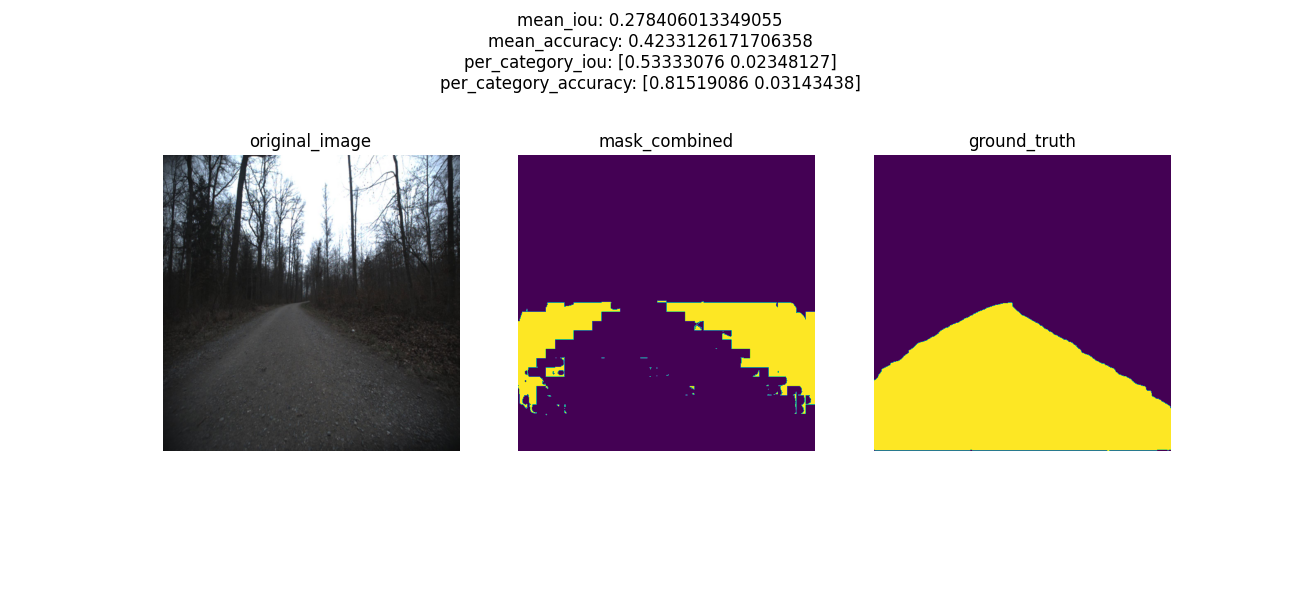 mean_iou: 0.278406013349055
mean_accuracy: 0.4233126171706358
per_category_iou: [0.53333076 0.02348127]
per_category_accuracy: [0.81519086 0.03143438]
original_image
mask_combined
ground_truth